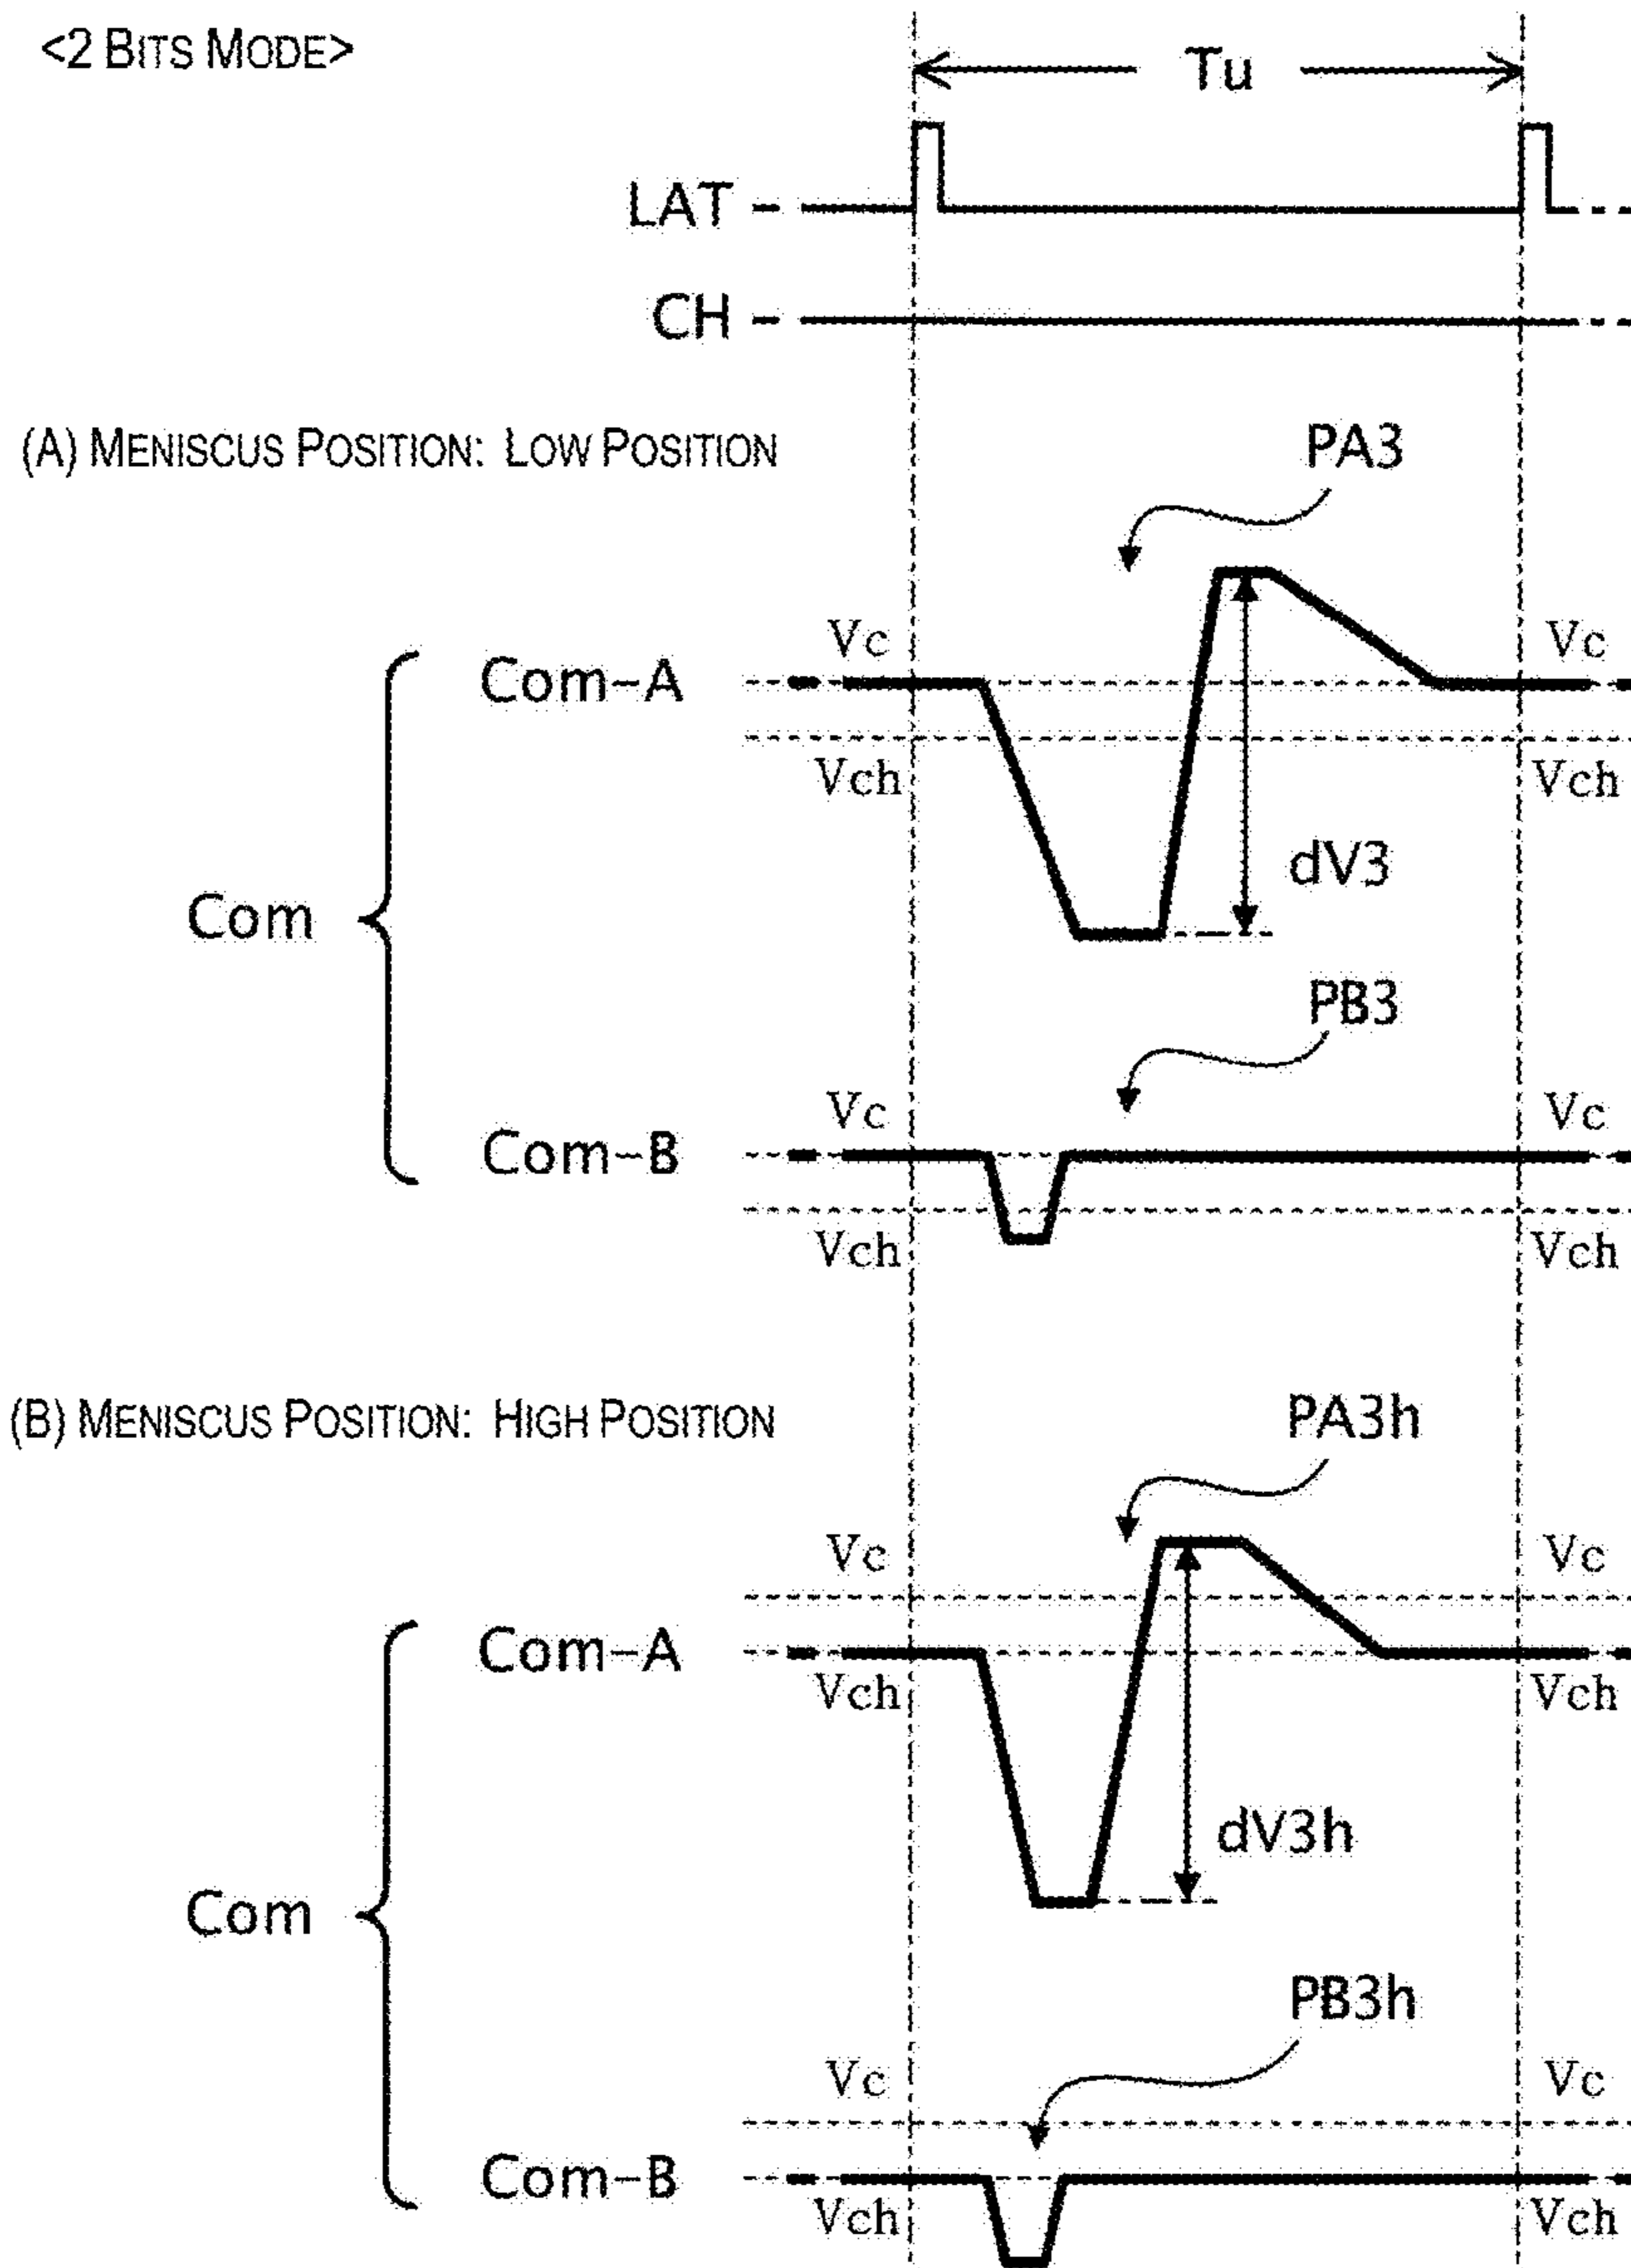 <2 BITS MODE>
Tu
LAT
CH
(A) MENISCUS POSITION: LOW POSITION
PA3
Vc Vc
Com-A
Vch Vch
dV3
Com
PB3
Vc Vc
Com-B
Vch Vch
(B) MENISCUS POSITION: HIGH POSITION
PA3h
Vc Vc
Com-A
Vch Vch
dV3h
Com
PB3h
Vc Vc
Com-B
Vch Vch